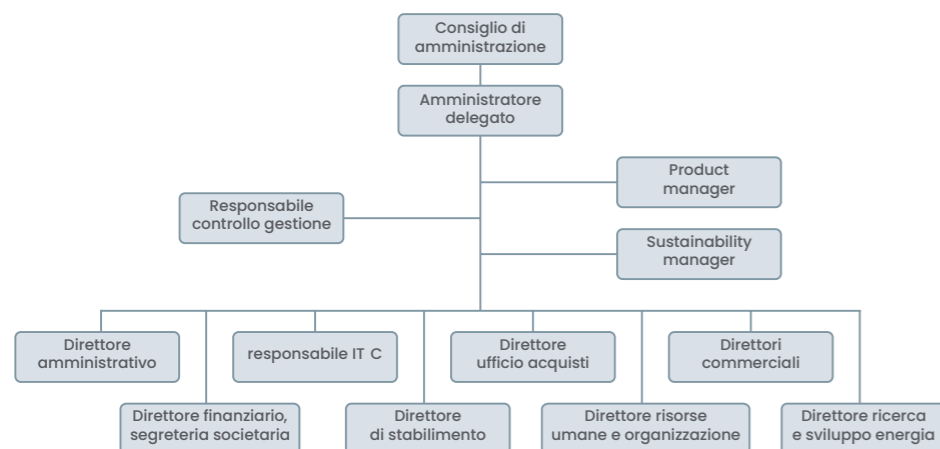 Consiglio di
amministrazione
Amministratore
delegato
Product
manager
Responsabile
controllo gestione
Sustainability
manager
Direttore
amministrativo
responsabile IT C
Direttore
ufficio acquisti
Direttori
commerciali
Direttore finanziario,
segreteria societaria
Direttore
di stabilimento
Direttore risorse
umane e organizzazione
Direttore ricerca
e sviluppo energia